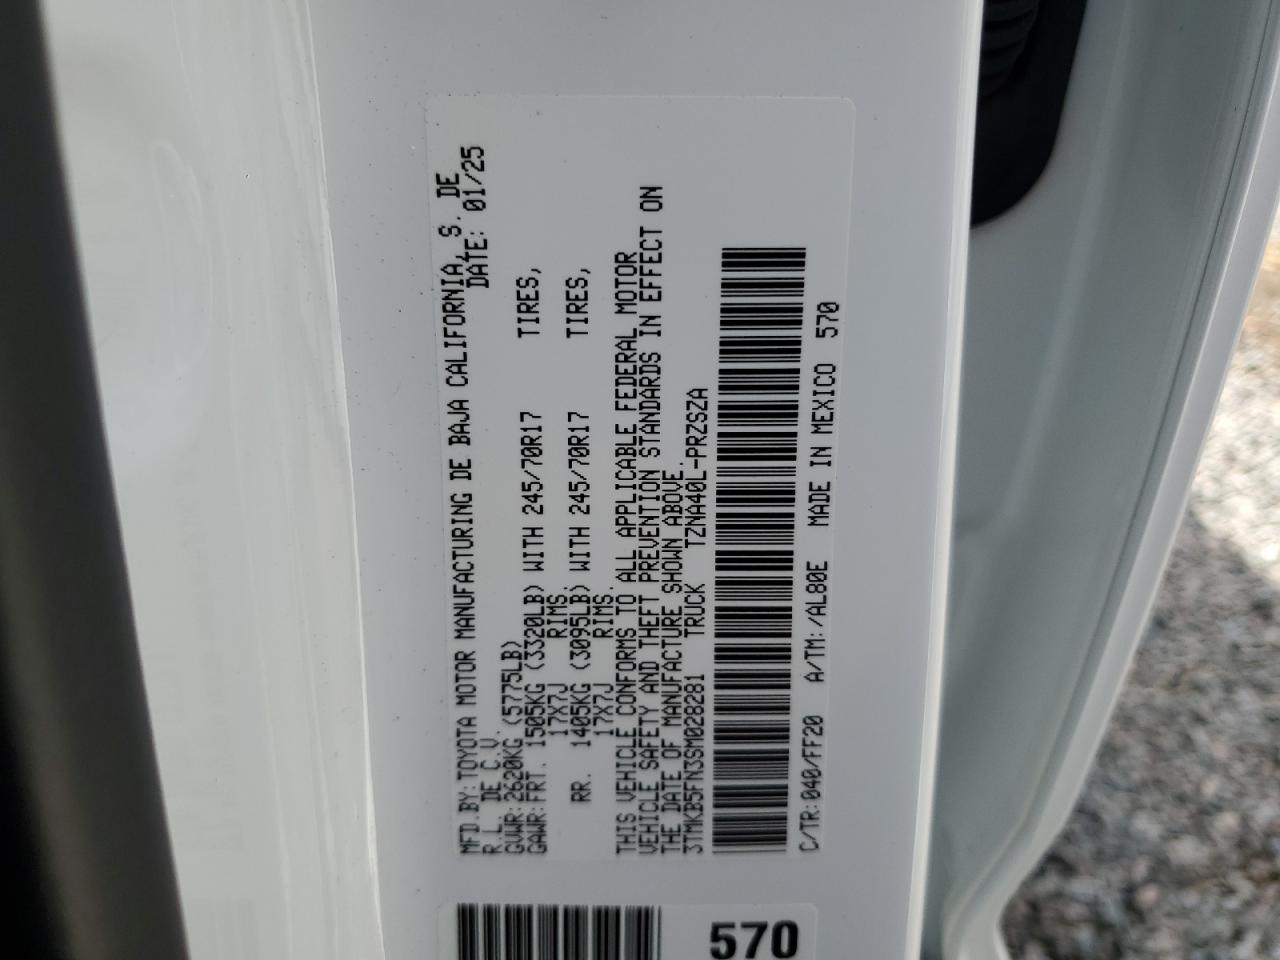 MFD.BY: TOYOTA MOTOR MANUFACTURING DE BAJA CALIFORNIA, S. DE
R.L. DE C.V. DATE: 01/25
GVWR: 2620KG (5775LB)
GAWR: FRT. 1505KG (3320LB) WITH 245/70R17 TIRES,
17X7J RIMS.
RR. 1405KG (3095LB) WITH 245/70R17 TIRES,
17X7J RIMS.
THIS VEHICLE CONFORMS TO ALL APPLICABLE FEDERAL MOTOR
VEHICLE SAFETY AND THEFT PREVENTION STANDARDS IN EFFECT ON
THE DATE OF MANUFACTURE SHOWN ABOVE.
3TMKB5FN3SM028281 TRUCK TZNA40L-PRZSZA
C/TR: 040/FF20 A/TM: /AL80E MADE IN MEXICO 570
570